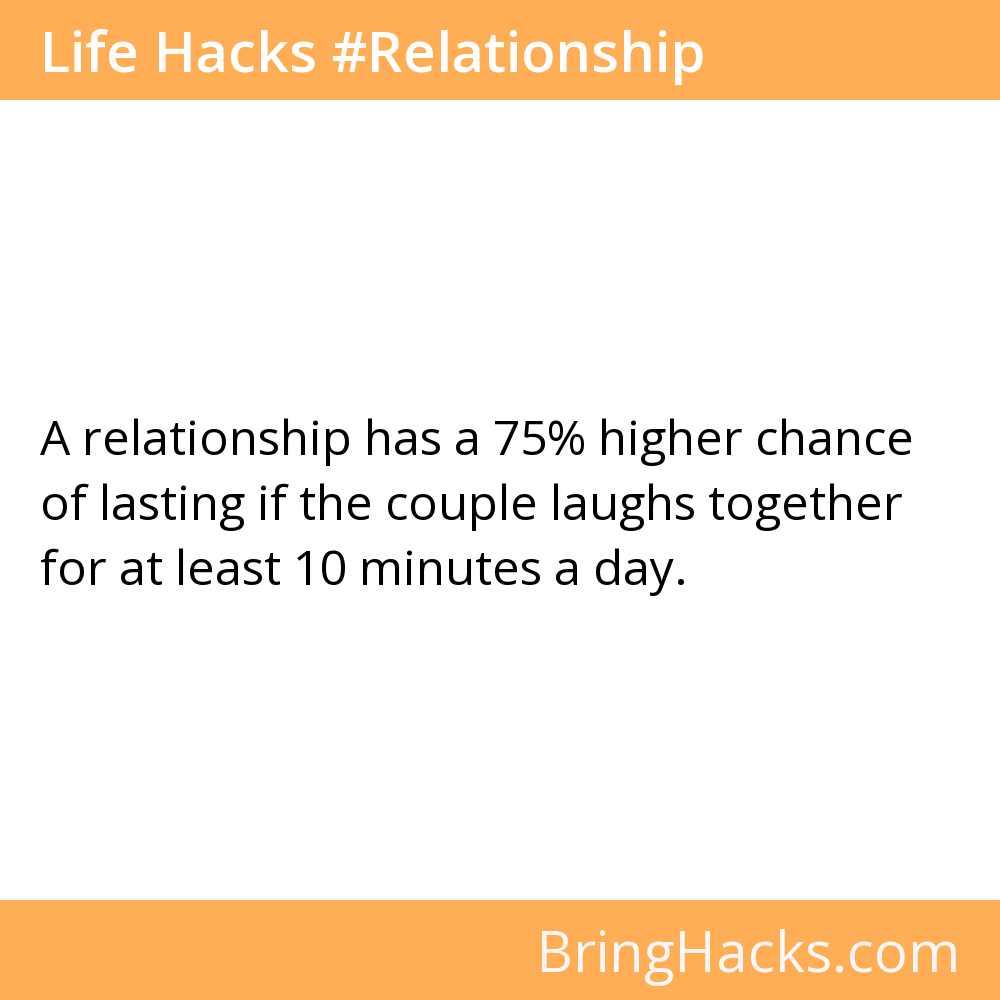 Life Hacks #Relationship
A relationship has a 75% higher chance
of lasting if the couple laughs together
for at least 10 minutes a day.
BringHacks.com